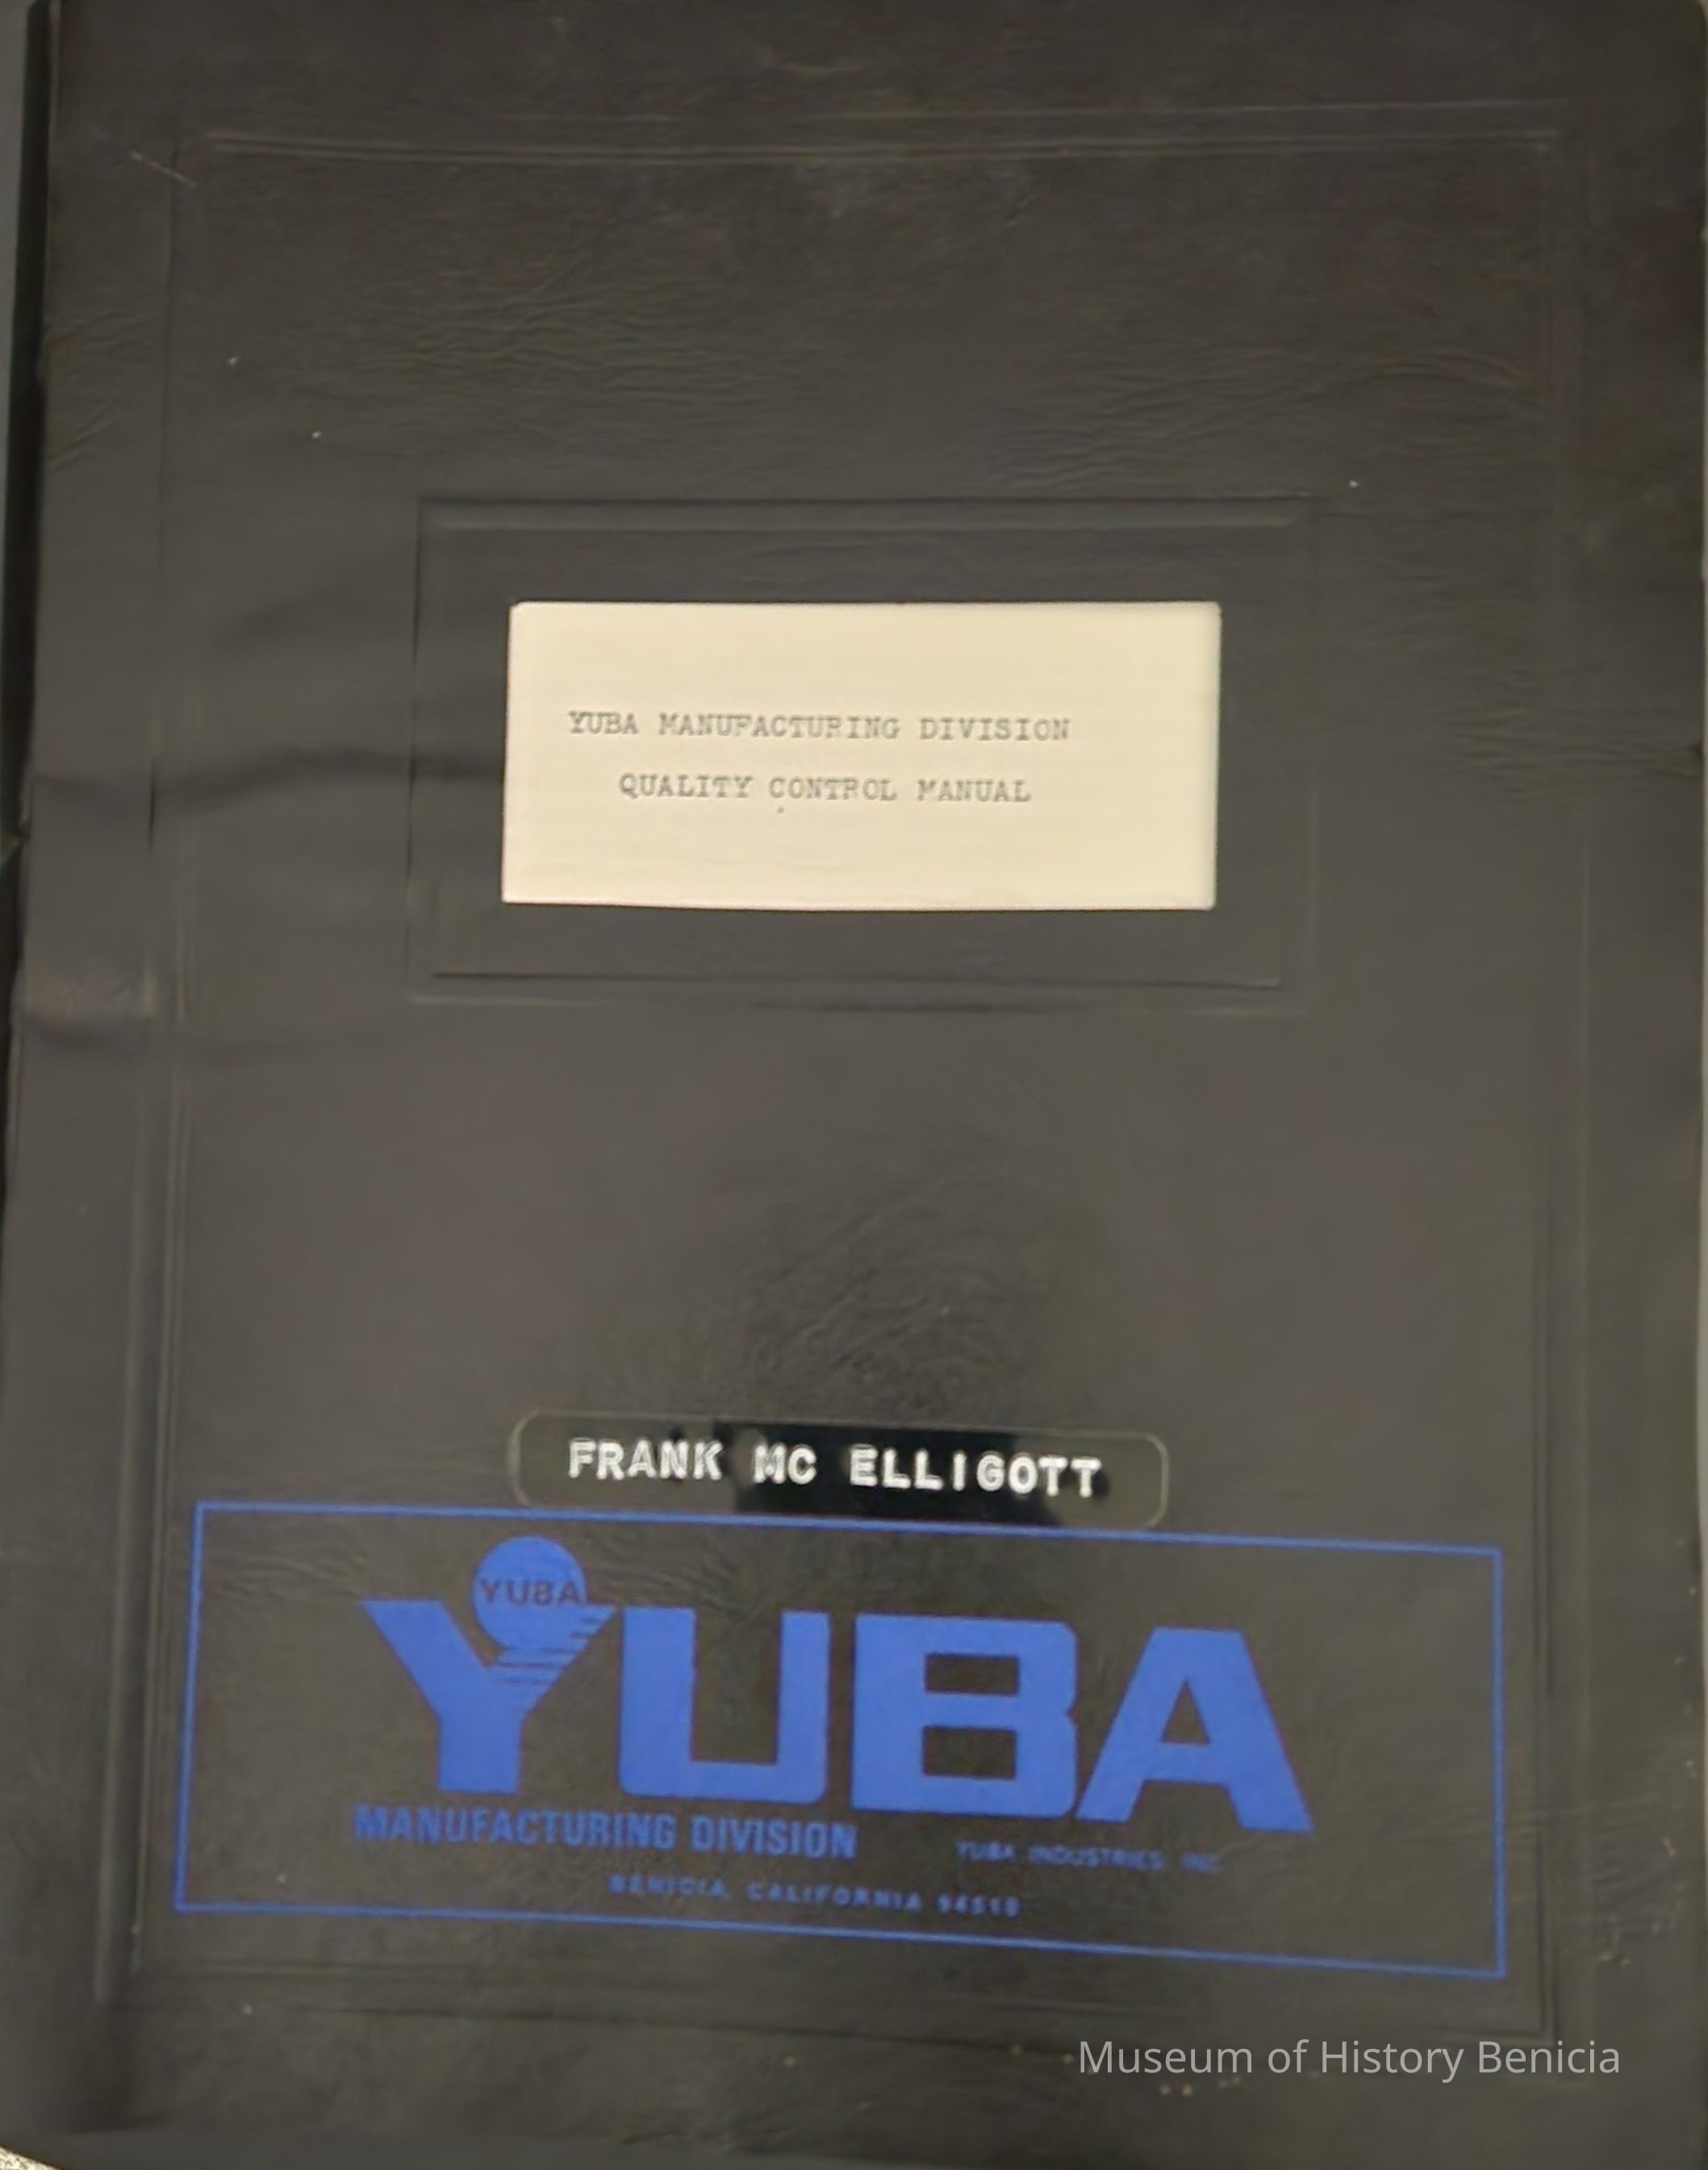 YUBA MANUFACTURING DIVISION
QUALITY CONTROL MANUAL
FRANK MC ELLIGOTT
YUBA
YUBA
MANUFACTURING DIVISION YUBA INDUSTRIES, INC.
BENICIA, CALIFORNIA 94510
Museum of History Benicia